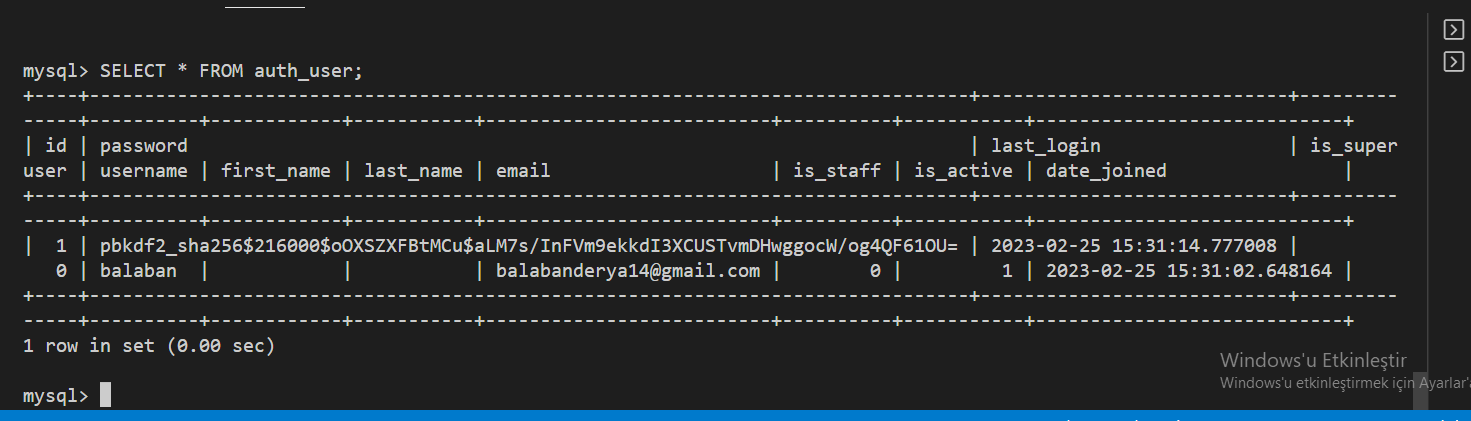 mysql> SELECT * FROM auth_user;
+----+--------------------------------------------------------------------------------+----------------------------+---------
-----+----------+------------+-----------+--------------------------+----------+-----------+----------------------------+
| id | password                                                                       | last_login                 | is_super
user | username | first_name | last_name | email                    | is_staff | is_active | date_joined                |
+----+--------------------------------------------------------------------------------+----------------------------+---------
-----+----------+------------+-----------+--------------------------+----------+-----------+----------------------------+
|  1 | pbkdf2_sha256$216000$oOXSZXFBtMCu$aLM7s/InFVm9ekkdI3XCUSTvmDHwggocW/og4QF61OU= | 2023-02-25 15:31:14.777008 |
   0 | balaban  |            |           | balabanderya14@gmail.com |        0 |         1 | 2023-02-25 15:31:02.648164 |
+----+--------------------------------------------------------------------------------+----------------------------+---------
-----+----------+------------+-----------+--------------------------+----------+-----------+----------------------------+
1 row in set (0.00 sec)
Windows'u Etkinleştir
Windows'u etkinleştirmek için Ayarlar'a
mysql>